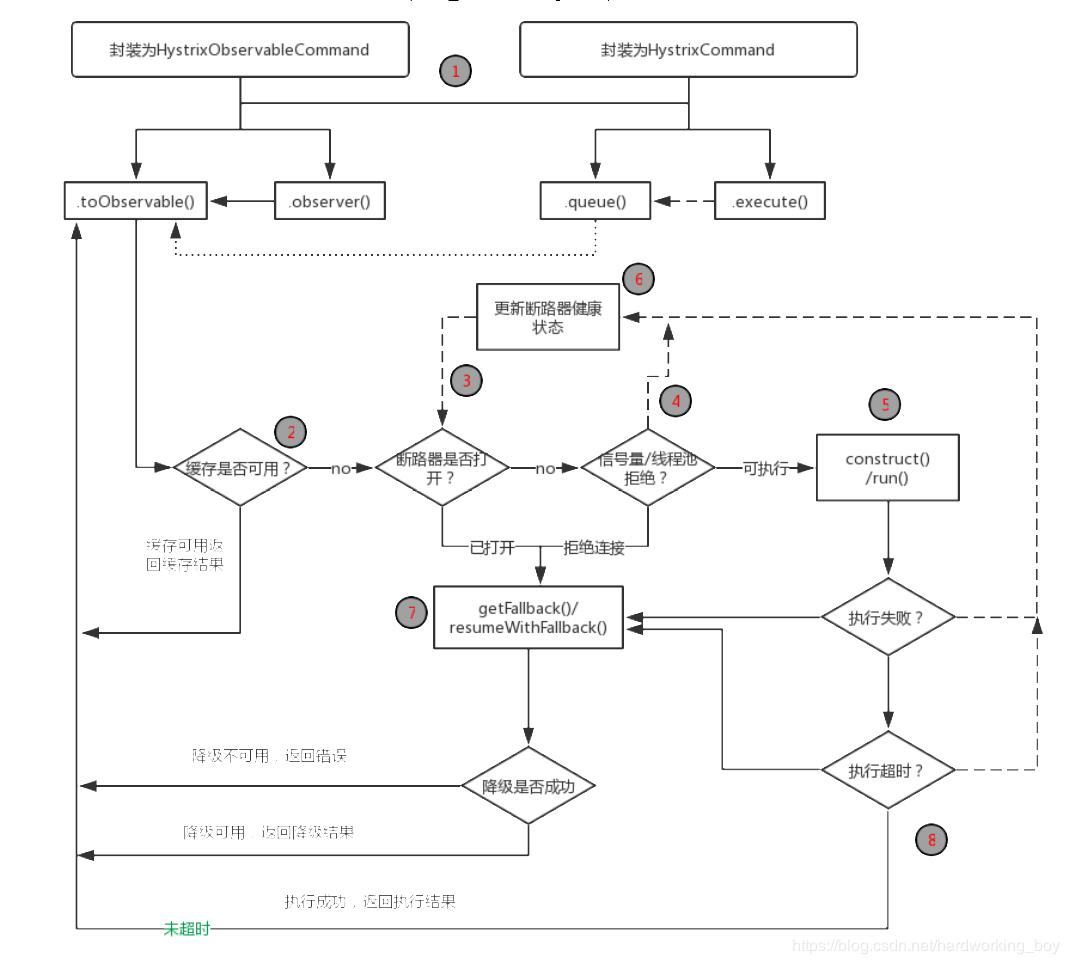 封装为HystrixObservableCommand
封装为HystrixCommand
1
.toObservable()
.observer()
.queue()
.execute()
6
更新断路器健康
状态
3
4
5
2
缓存是否可用？
no
断路器是否打
开？
no
信号量/线程池
拒绝？
可执行
construct()
/run()
缓存可用返
回缓存结果
已打开
拒绝连接
7
getFallback()/
resumeWithFallback()
执行失败？
降级不可用，返回错误
降级是否成功
执行超时？
降级可用，返回降级结果
8
执行成功，返回执行结果
未超时
https://blog.csdn.net/hardworking_boy